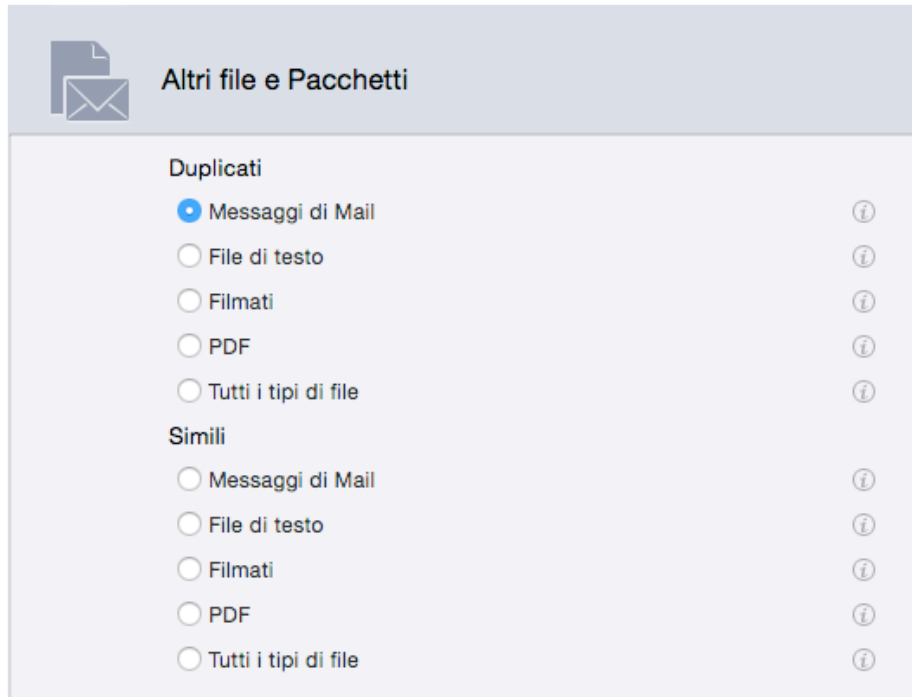 Altri file e Pacchetti
Duplicati
Messaggi di Mail
File di testo
Filmati
PDF
Tutti i tipi di file
Simili
Messaggi di Mail
File di testo
Filmati
PDF
Tutti i tipi di file